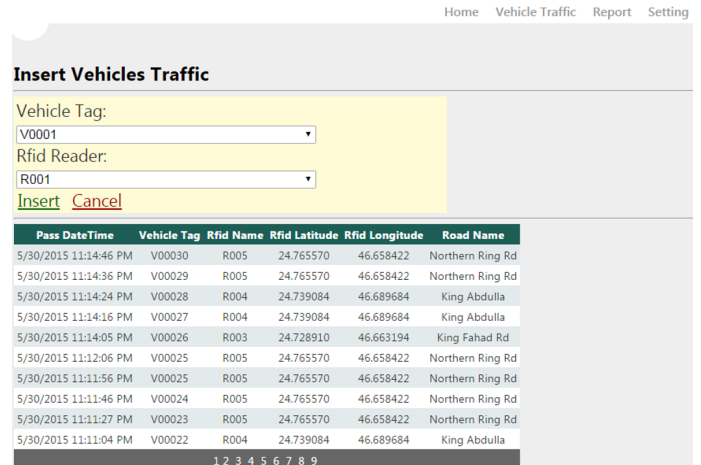 Home Vehicle Traffic Report Setting
Insert Vehicles Traffic
Vehicle Tag:
V0001
Rfid Reader:
R001
Insert Cancel
Pass DateTime Vehicle Tag Rfid Name Rfid Latitude Rfid Longitude Road Name
5/30/2015 11:14:46 PM V00030 R005 24.765570 46.658422 Northern Ring Rd
5/30/2015 11:14:36 PM V00029 R005 24.765570 46.658422 Northern Ring Rd
5/30/2015 11:14:24 PM V00028 R004 24.739084 46.689684 King Abdulla
5/30/2015 11:14:16 PM V00027 R004 24.739084 46.689684 King Abdulla
5/30/2015 11:14:05 PM V00026 R003 24.728910 46.663194 King Fahad Rd
5/30/2015 11:12:06 PM V00025 R005 24.765570 46.658422 Northern Ring Rd
5/30/2015 11:11:56 PM V00025 R005 24.765570 46.658422 Northern Ring Rd
5/30/2015 11:11:46 PM V00024 R005 24.765570 46.658422 Northern Ring Rd
5/30/2015 11:11:27 PM V00023 R005 24.765570 46.658422 Northern Ring Rd
5/30/2015 11:11:04 PM V00022 R004 24.739084 46.689684 King Abdulla
1 2 3 4 5 6 7 8 9